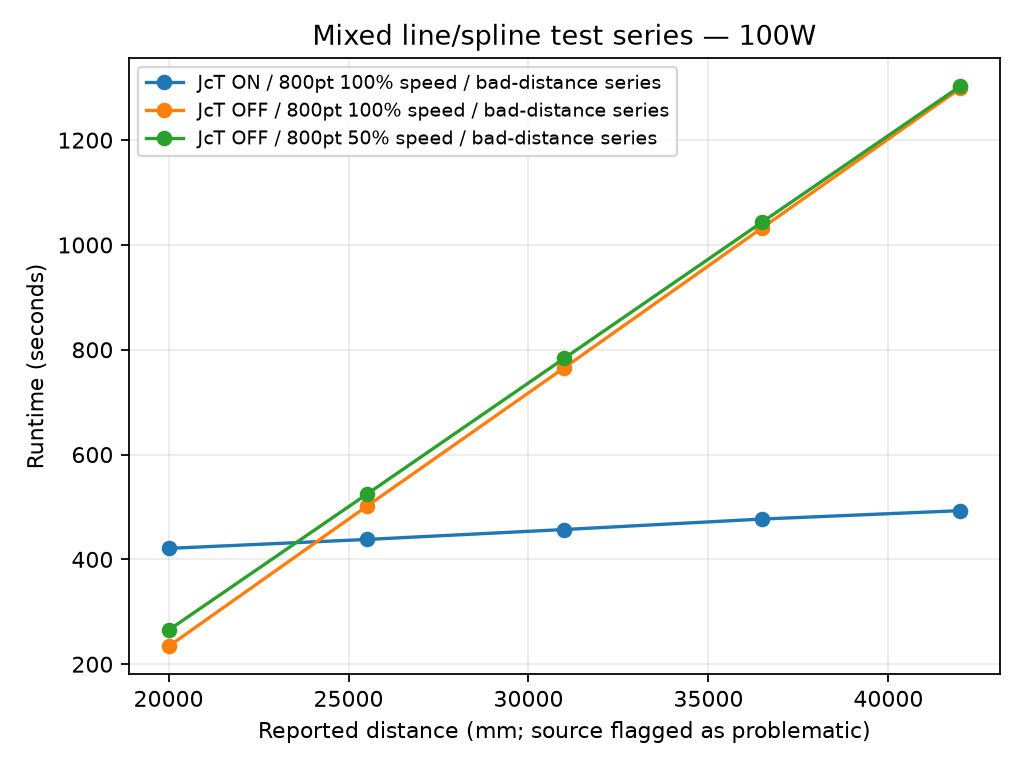 Mixed line/spline test series — 100W
JcT ON / 800pt 100% speed / bad-distance series
JcT OFF / 800pt 100% speed / bad-distance series
JcT OFF / 800pt 50% speed / bad-distance series
Runtime (seconds)
1200
1000
800
600
400
200
20000 25000 30000 35000 40000
Reported distance (mm; source flagged as problematic)